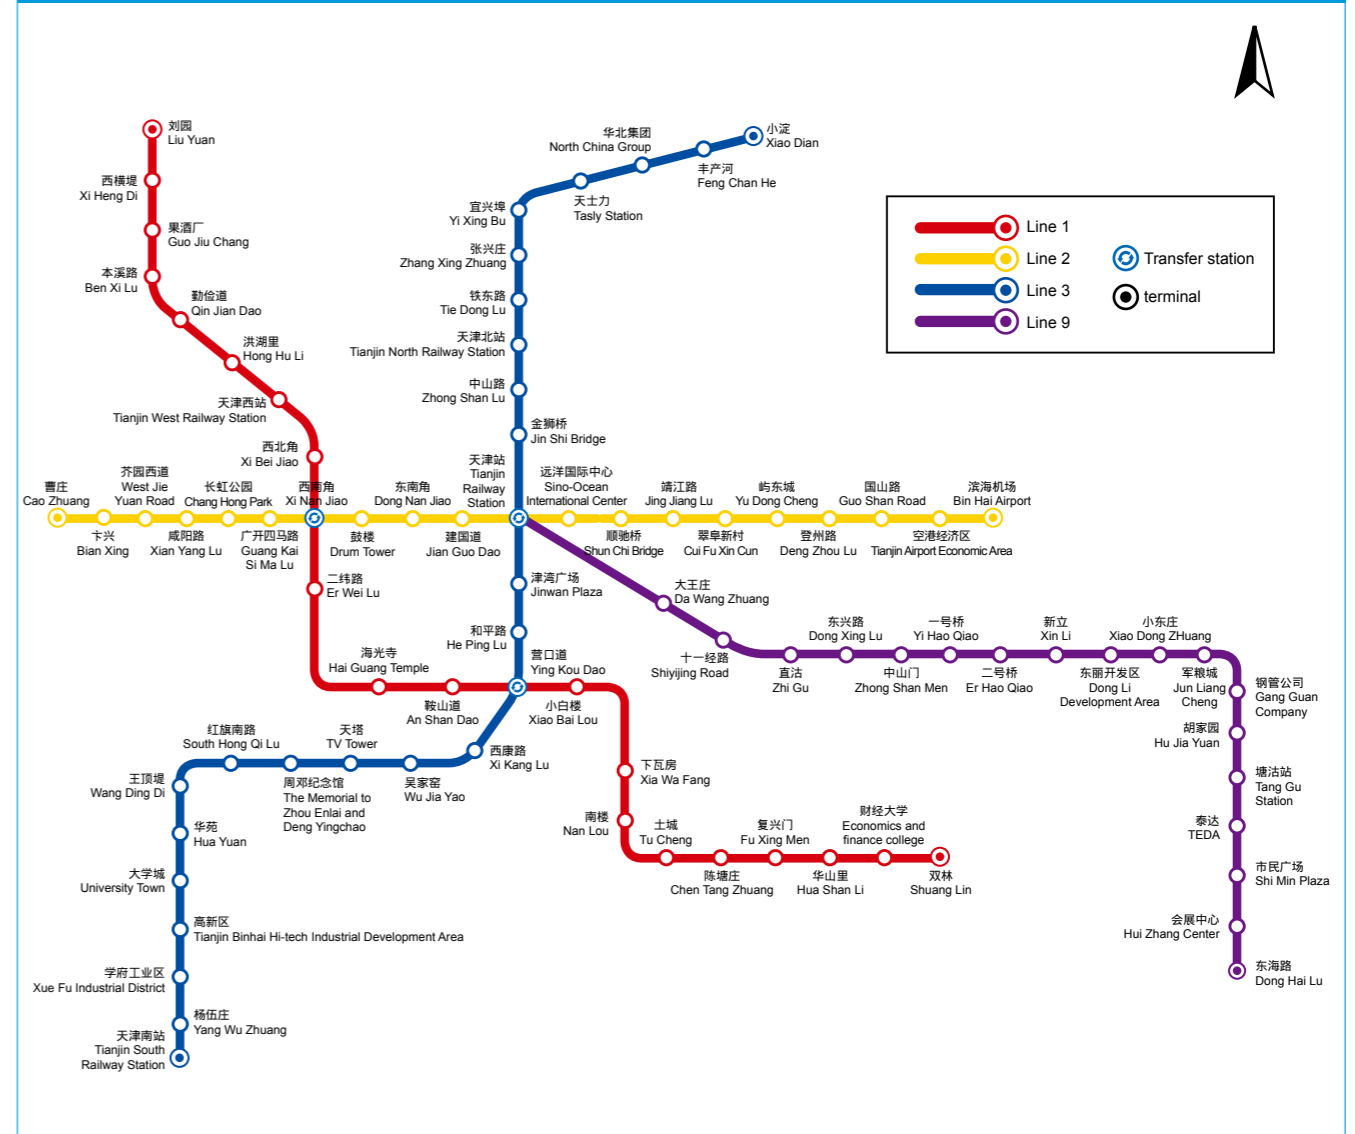 刘园
Liu Yuan
西横堤
Xi Heng Di
果酒厂
Guo Jiu Chang
本溪路
Ben Xi Lu
勤俭道
Qin Jian Dao
洪湖里
Hong Hu Li
天津西站
Tianjin West Railway Station
西北角
Xi Bei Jiao
西南角
Xi Nan Jiao
二纬路
Er Wei Lu
海光寺
Hai Guang Temple
鞍山道
An Shan Dao
营口道
Ying Kou Dao
小白楼
Xiao Bai Lou
下瓦房
Xia Wa Fang
南楼
Nan Lou
土城
Tu Cheng
陈塘庄
Chen Tang Zhuang
复兴门
Fu Xing Men
华山里
Hua Shan Li
财经大学
Economics and
finance college
双林
Shuang Lin
曹庄
Cao Zhuang
卞兴
Bian Xing
芥园西道
West Jie
Yuan Road
咸阳路
Xian Yang Lu
长虹公园
Chang Hong Park
广开四马路
Guang Kai
Si Ma Lu
鼓楼
Drum Tower
东南角
Dong Nan Jiao
建国道
Jian Guo Dao
天津站
Tianjin
Railway
Station
远洋国际中心
Sino-Ocean
International Center
顺驰桥
Shun Chi Bridge
靖江路
Jing Jiang Lu
翠阜新村
Cui Fu Xin Cun
屿东城
Yu Dong Cheng
登州路
Deng Zhou Lu
国山路
Guo Shan Road
空港经济区
Tianjin Airport Economic Area
滨海机场
Bin Hai Airport
小淀
Xiao Dian
丰产河
Feng Chan He
华北集团
North China Group
天士力
Tasly Station
宜兴埠
Yi Xing Bu
张兴庄
Zhang Xing Zhuang
铁东路
Tie Dong Lu
天津北站
Tianjin North Railway Station
中山路
Zhong Shan Lu
金狮桥
Jin Shi Bridge
津湾广场
Jinwan Plaza
和平路
He Ping Lu
西康路
Xi Kang Lu
吴家窑
Wu Jia Yao
天塔
TV Tower
周邓纪念馆
The Memorial to
Zhou Enlai and
Deng Yingchao
红旗南路
South Hong Qi Lu
王顶堤
Wang Ding Di
华苑
Hua Yuan
大学城
University Town
高新区
Tianjin Binhai Hi-tech Industrial Development Area
学府工业区
Xue Fu Industrial District
杨伍庄
Yang Wu Zhuang
天津南站
Tianjin South
Railway Station
大王庄
Da Wang Zhuang
十一经路
Shiyijing Road
直沽
Zhi Gu
东兴路
Dong Xing Lu
中山门
Zhong Shan Men
一号桥
Yi Hao Qiao
二号桥
Er Hao Qiao
新立
Xin Li
东丽开发区
Dong Li
Development Area
小东庄
Xiao Dong ZHuang
军粮城
Jun Liang
Cheng
钢管公司
Gang Guan
Company
胡家园
Hu Jia Yuan
塘沽站
Tang Gu
Station
泰达
TEDA
市民广场
Shi Min Plaza
会展中心
Hui Zhang Center
东海路
Dong Hai Lu
Line 1
Line 2
Line 3
Line 9
Transfer station
terminal